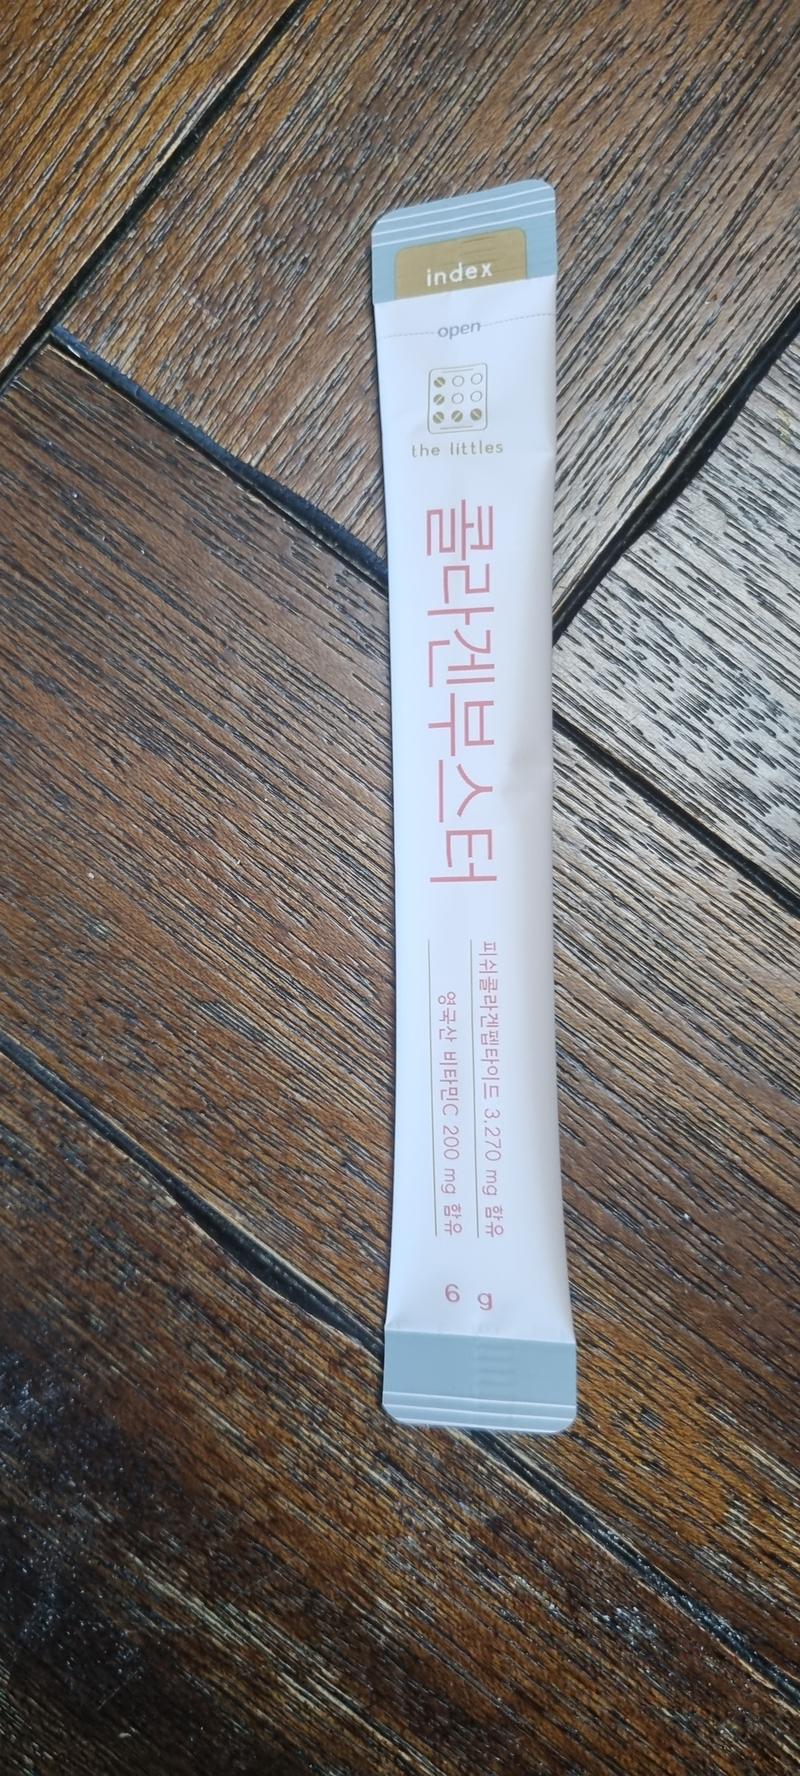 index
open
the littles
콜라겐부스터
피쉬콜라겐펩타이드 3,270 mg 함유
영국산 비타민C 200 mg 함유
6 g